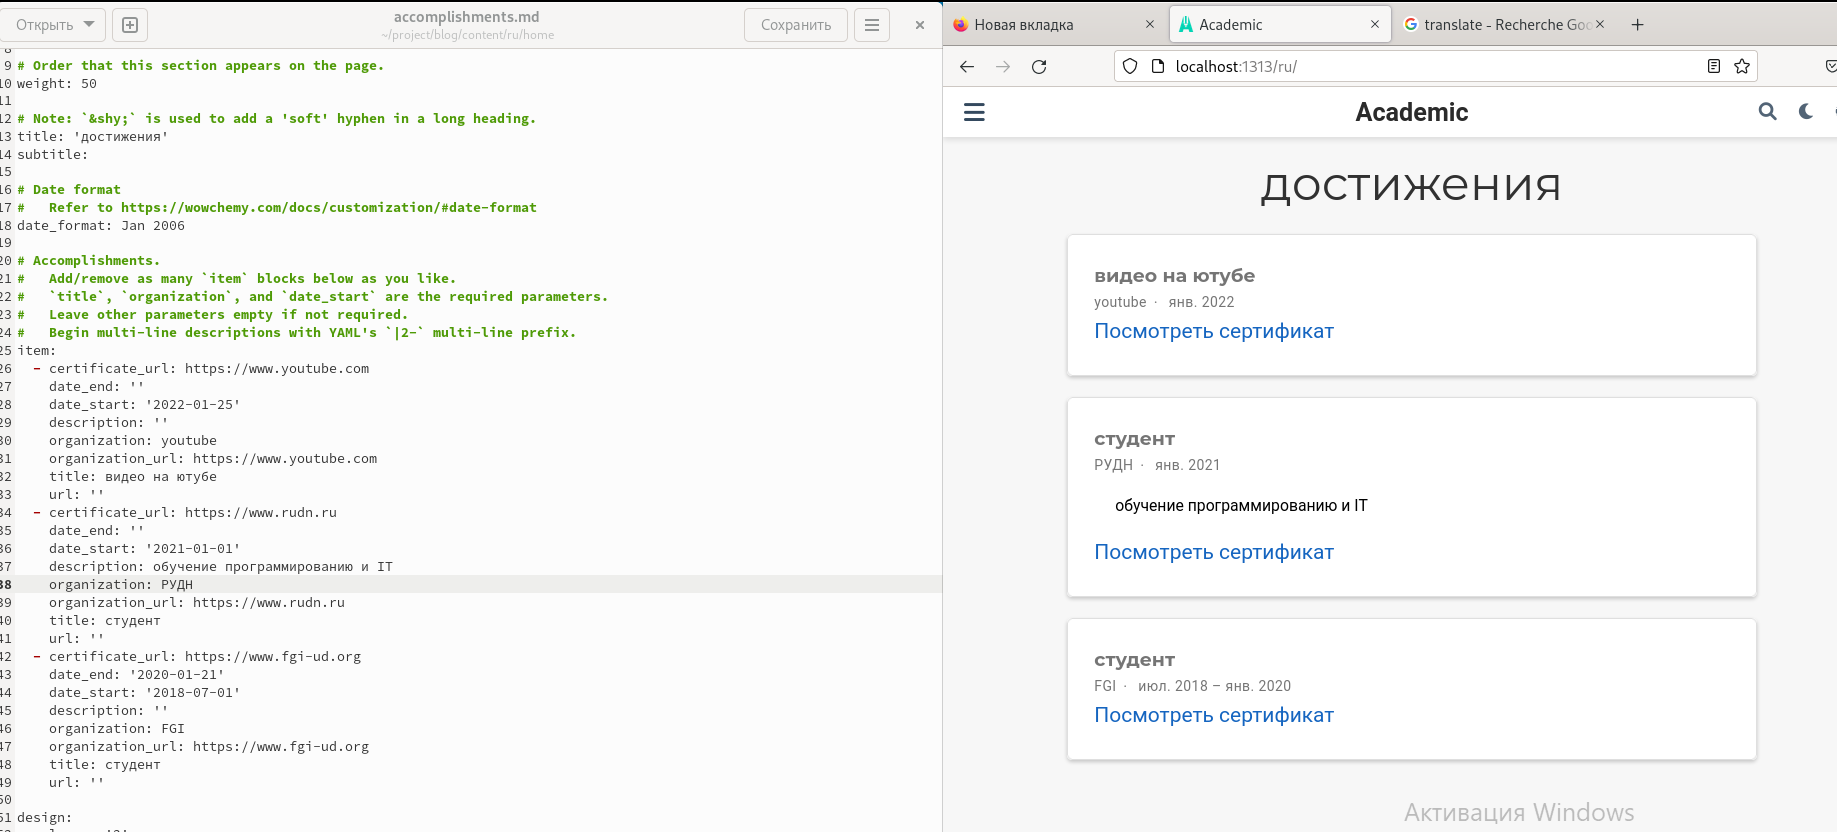 Открыть
accomplishments.md
~/project/blog/content/ru/home
Сохранить
8
9 # Order that this section appears on the page.
10 weight: 50
11
12 # Note: `&shy;` is used to add a 'soft' hyphen in a long heading.
13 title: 'достижения'
14 subtitle:
15
16 # Date format
17 #   Refer to https://wowchemy.com/docs/customization/#date-format
18 date_format: Jan 2006
19
20 # Accomplishments.
21 #   Add/remove as many `item` blocks below as you like.
22 #   `title`, `organization`, and `date_start` are the required parameters.
23 #   Leave other parameters empty if not required.
24 #   Begin multi-line descriptions with YAML's `|2-` multi-line prefix.
25 item:
26   - certificate_url: https://www.youtube.com
27     date_end: ''
28     date_start: '2022-01-25'
29     description: ''
30     organization: youtube
31     organization_url: https://www.youtube.com
32     title: видео на ютубе
33     url: ''
34   - certificate_url: https://www.rudn.ru
35     date_end: ''
36     date_start: '2021-01-01'
37     description: обучение программированию и IT
38     organization: РУДН
39     organization_url: https://www.rudn.ru
40     title: студент
41     url: ''
42   - certificate_url: https://www.fgi-ud.org
43     date_end: '2020-01-21'
44     date_start: '2018-07-01'
45     description: ''
46     organization: FGI
47     organization_url: https://www.fgi-ud.org
48     title: студент
49     url: ''
50
51 design:
Новая вкладка
Academic
translate - Recherche Goo
localhost:1313/ru/
Academic
достижения
видео на ютубе
youtube · янв. 2022
Посмотреть сертификат
студент
РУДН · янв. 2021
обучение программированию и IT
Посмотреть сертификат
студент
FGI · июл. 2018 – янв. 2020
Посмотреть сертификат
Активация Windows